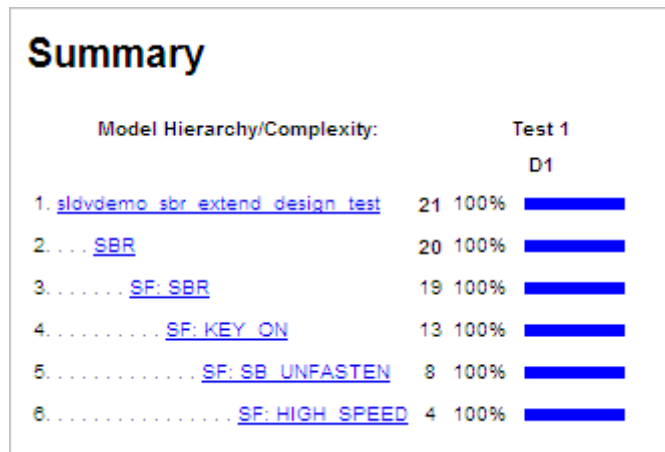 Summary
Model Hierarchy/Complexity: Test 1
D1
1. sldvdemo_sbr_extend_design_test 21 100%
2. . . . SBR 20 100%
3. . . . . . . SF: SBR 19 100%
4. . . . . . . . . . SF: KEY_ON 13 100%
5. . . . . . . . . . . . . SF: SB_UNFASTEN 8 100%
6. . . . . . . . . . . . . . . . SF: HIGH_SPEED 4 100%